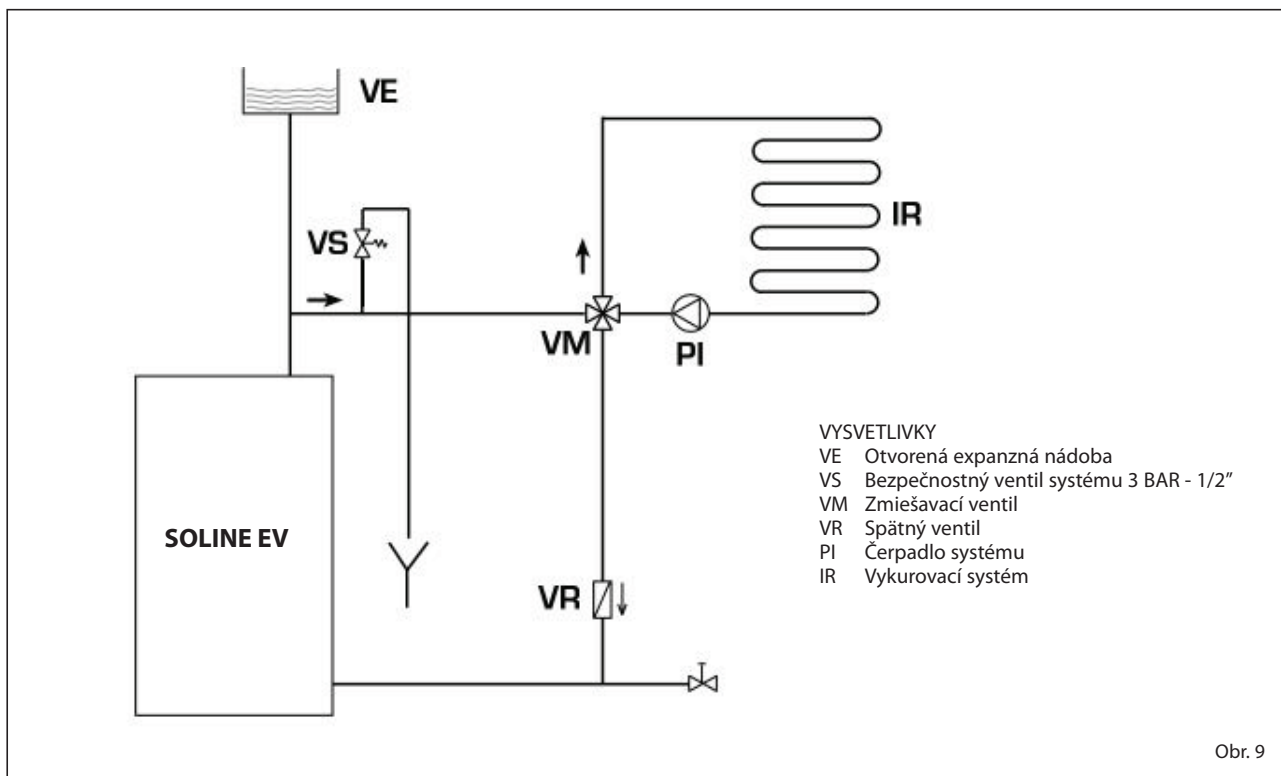 VE
VS
IR
VM
PI
VYSVETLIVKY
VE Otvorená expanzná nádoba
VS Bezpečnostný ventil systému 3 BAR - 1/2”
VM Zmiešavací ventil
VR Spätný ventil
PI Čerpadlo systému
IR Vykurovací systém
SOLINE EV
VR
Obr. 9